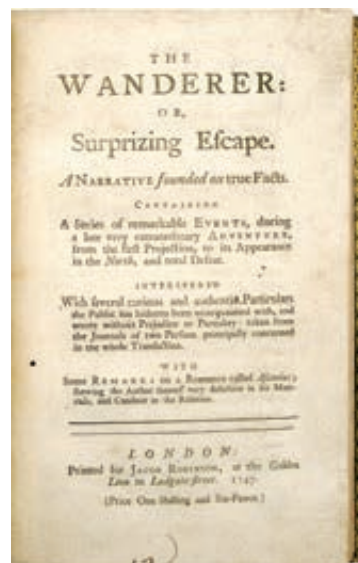 THE
WANDERER:
OR,
Surprizing Eſcape.
A NARRATIVE founded on true Facts.
CONTAINING
A Series of remarkable EVENTS, during
a late very extraordinary ADVENTURE,
from the firſt Projection, to its Appearance
in the North, and total Defeat.
INTERSPERS'D
With ſeveral curious and authentic Particulars
the Public has hitherto been unacquainted with, and
wrote without Prejudice or Partiality: taken from
the Journals of two Perſons principally concerned
in the whole Tranſaction.
WITH
Some REMARKS on a Romance called Aſcanius;
ſhewing the Author himſelf very defective in his Mate-
rials, and Candour in the Relation.
LONDON:
Printed for JACOB ROBINSON, at the Golden
Lion in Ludgate-ſtreet. 1747.
(Price One Shilling and Six-Pence.)